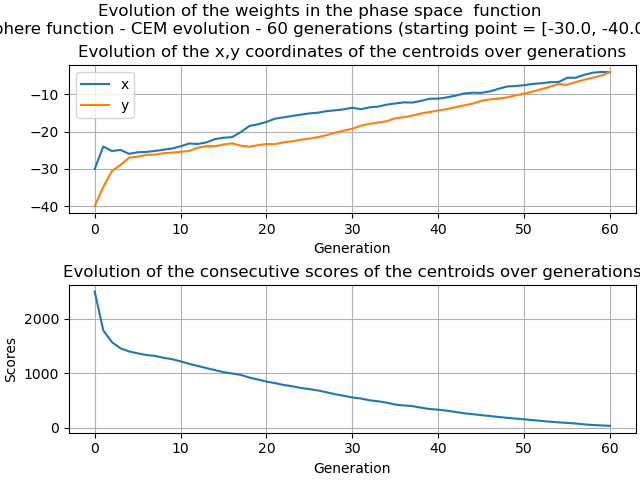 Evolution of the weights in the phase space  function
phere function - CEM evolution - 60 generations (starting point = [-30.0, -40.0
Evolution of the x,y coordinates of the centroids over generations
x
y
−10
−20
−30
−40
0 10 20 30 40 50 60
Generation
Evolution of the consecutive scores of the centroids over generations
Scores
2000
1000
0
0 10 20 30 40 50 60
Generation